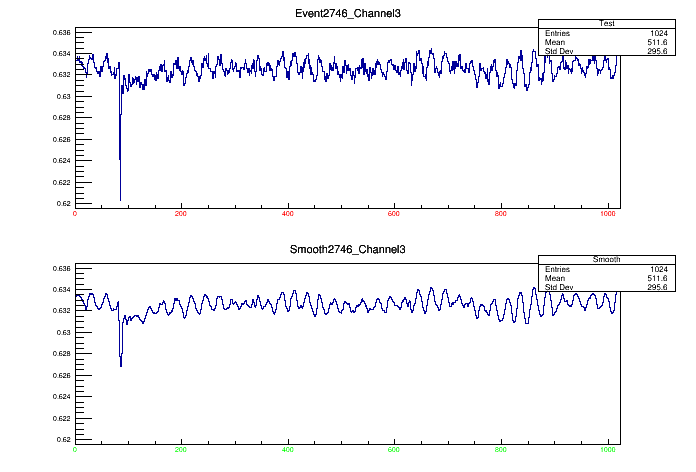 Event2746_Channel3
Test
Entries 1024
Mean 511.6
Std Dev 295.6
0.636
0.634
0.632
0.63
0.628
0.626
0.624
0.622
0.62
0 200 400 600 800 1000
Smooth2746_Channel3
Smooth
Entries 1024
Mean 511.6
Std Dev 295.6
0.636
0.634
0.632
0.63
0.628
0.626
0.624
0.622
0.62
0 200 400 600 800 1000